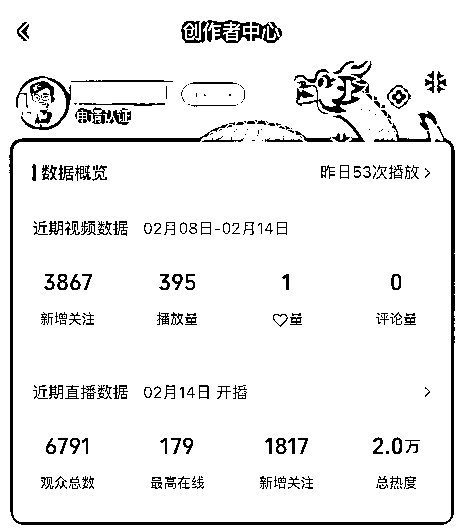 创作者中心
申请认证
数据概览 昨日53次播放 >
近期视频数据 02月08日-02月14日
3867 395 1 0
新增关注 播放量 ♡量 评论量
近期直播数据 02月14日 开播 >
6791 179 1817 2.0万
观众总数 最高在线 新增关注 总热度